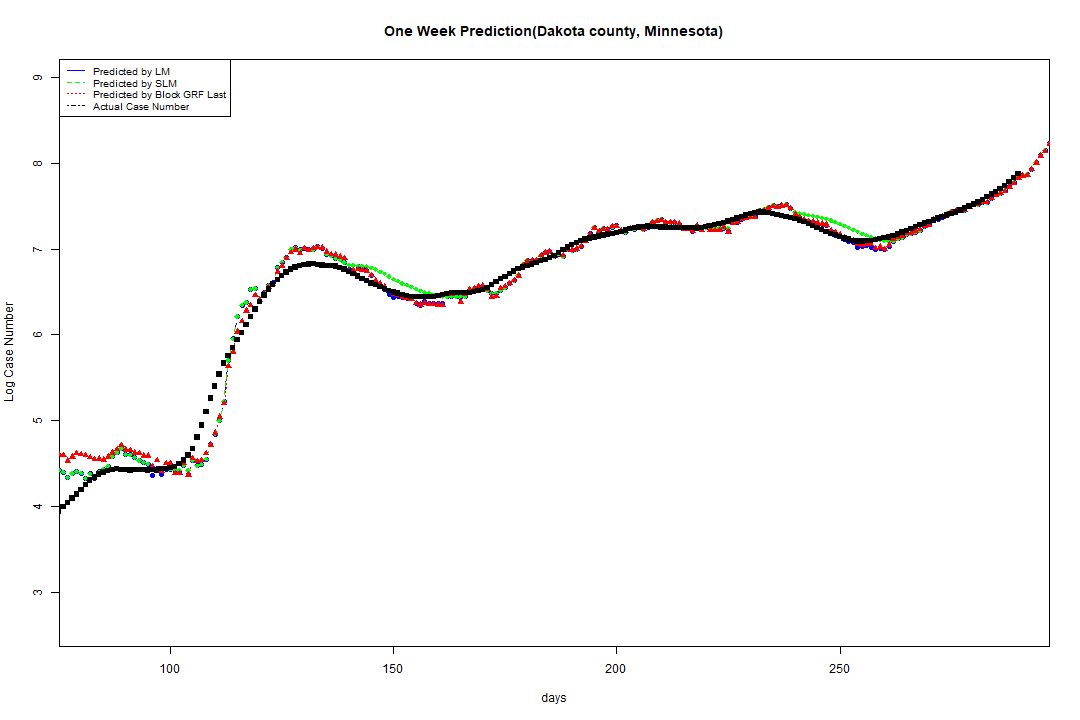 One Week Prediction(Dakota county, Minnesota)
Predicted by LM
Predicted by SLM
Predicted by Block GRF Last
Actual Case Number
9
8
7
6
5
4
3
Log Case Number
100
150
200
250
days